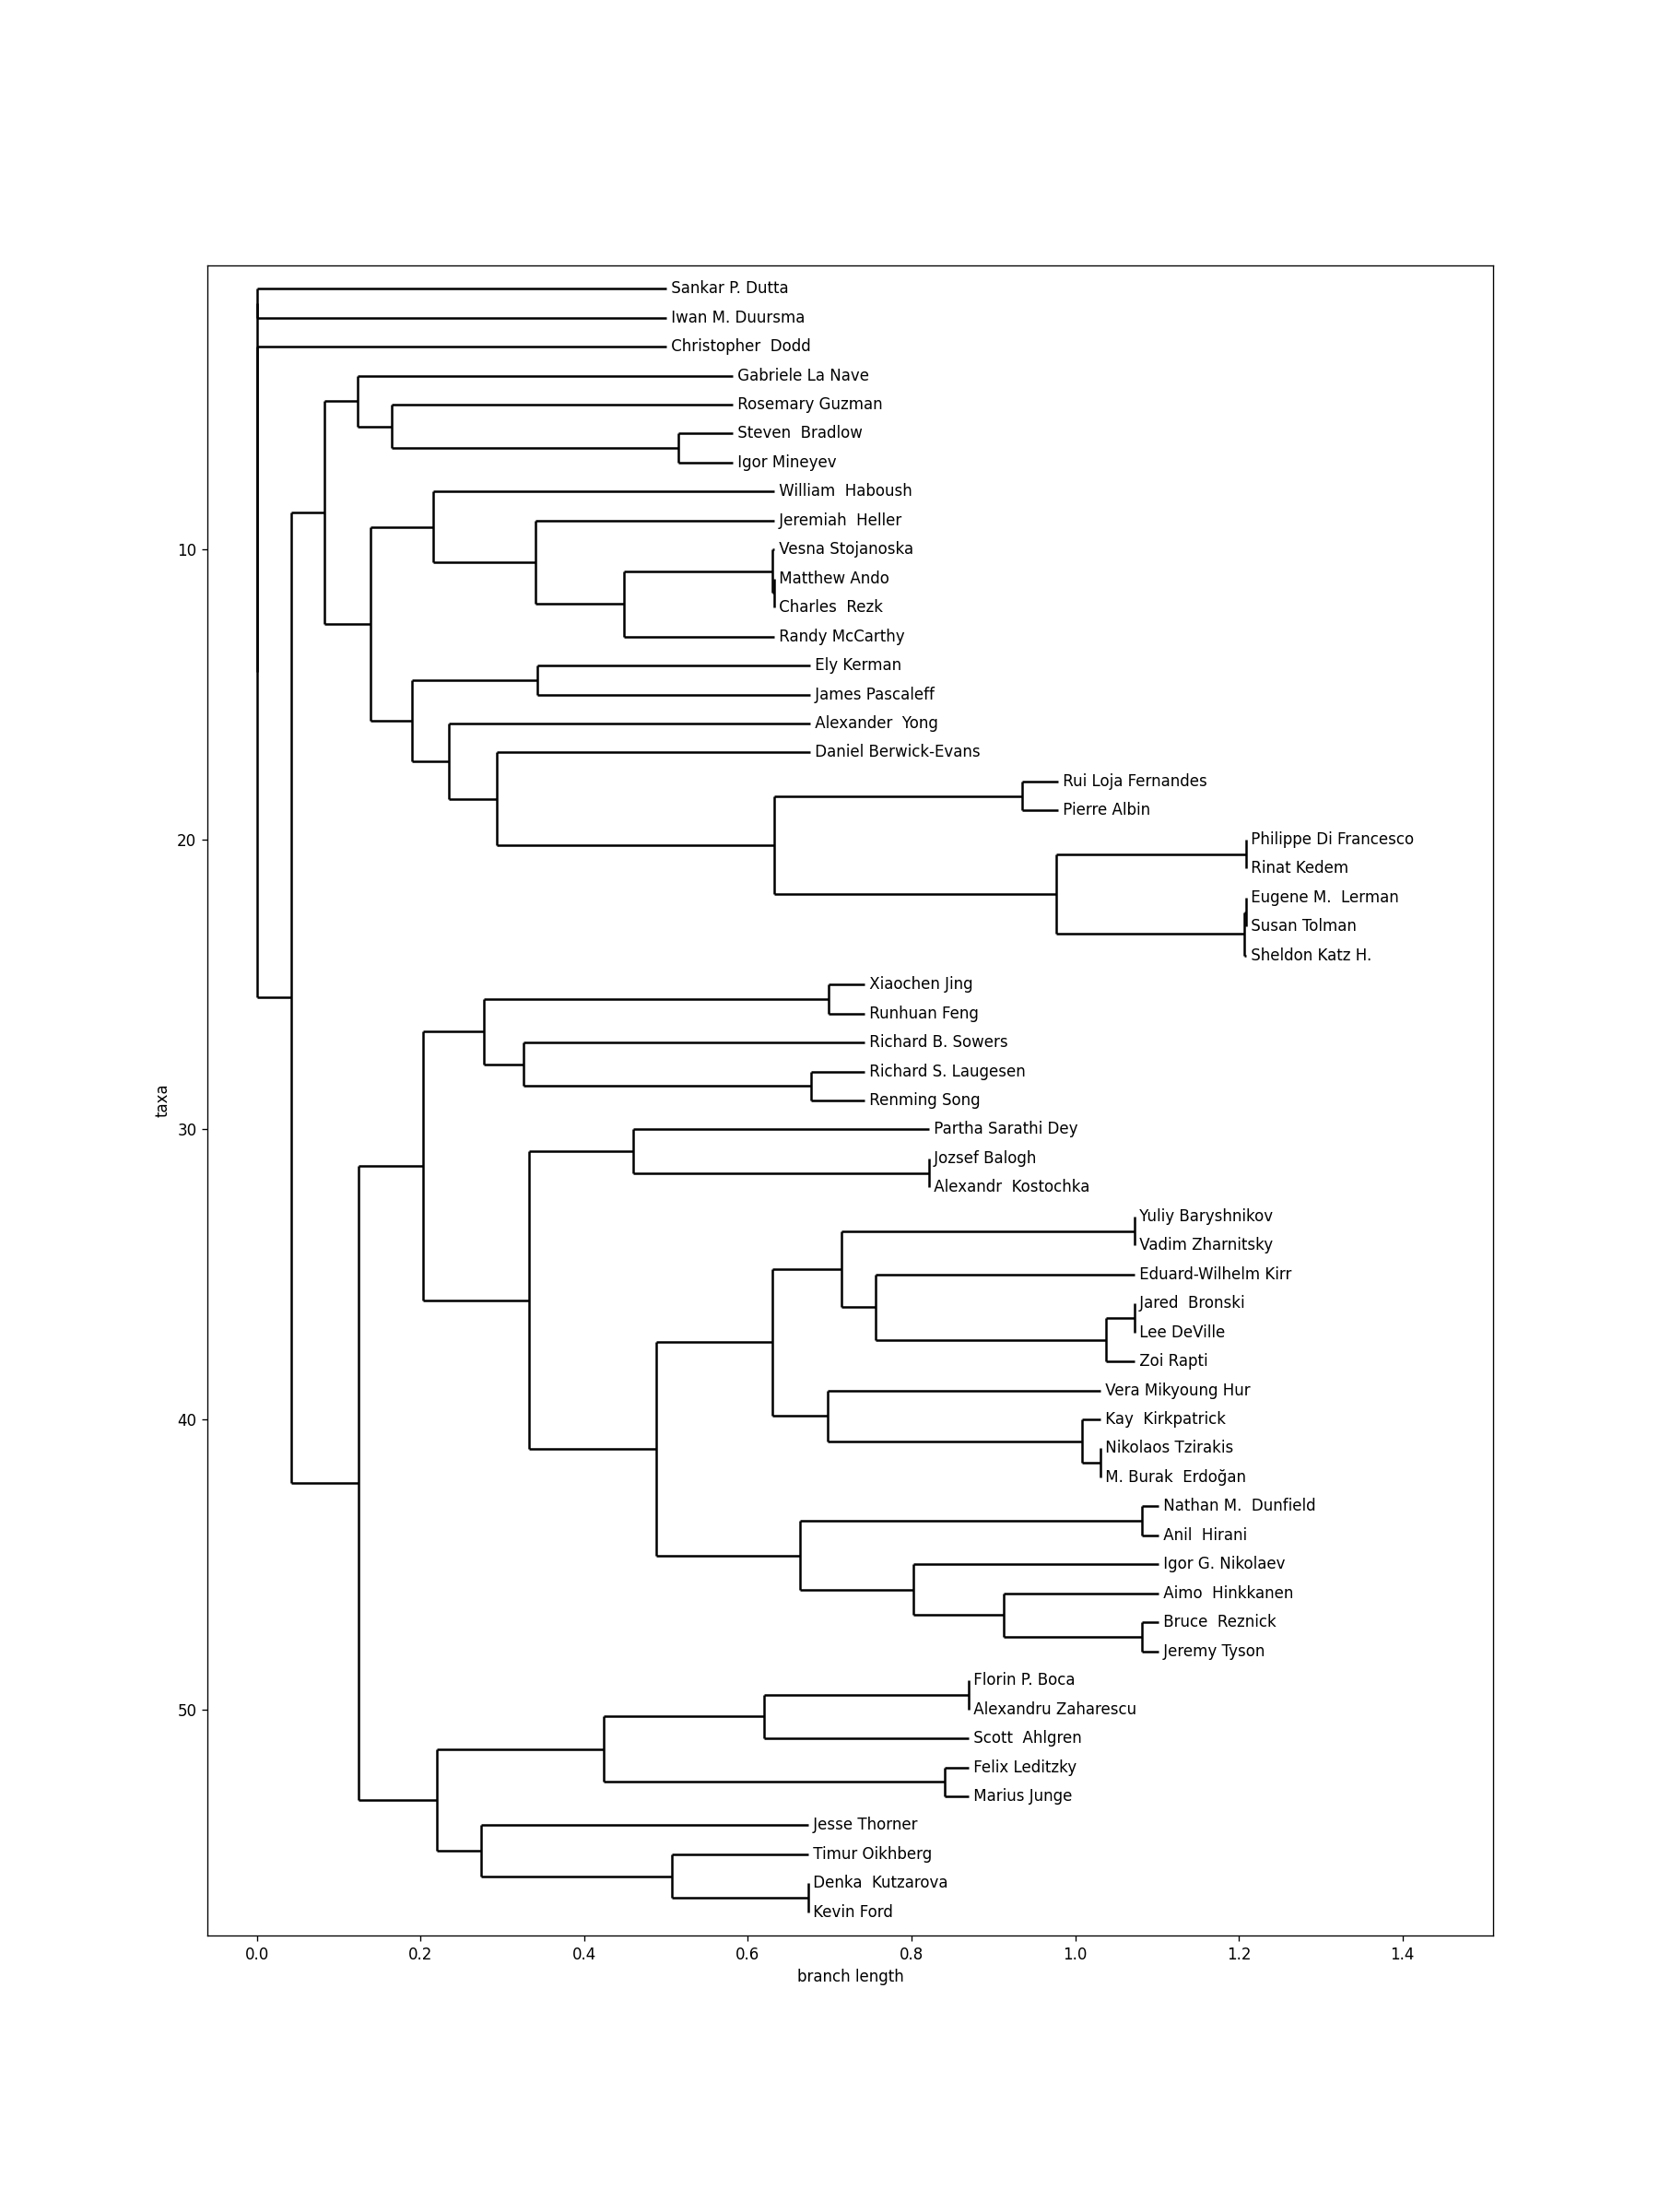 Sankar P. Dutta
Iwan M. Duursma
Christopher  Dodd
Gabriele La Nave
Rosemary Guzman
Steven  Bradlow
Igor Mineyev
William  Haboush
Jeremiah  Heller
10
Vesna Stojanoska
Matthew Ando
Charles  Rezk
Randy McCarthy
Ely Kerman
James Pascaleff
Alexander  Yong
Daniel Berwick-Evans
Rui Loja Fernandes
Pierre Albin
20
Philippe Di Francesco
Rinat Kedem
Eugene M.  Lerman
Susan Tolman
Sheldon Katz H.
Xiaochen Jing
Runhuan Feng
Richard B. Sowers
Richard S. Laugesen
Renming Song
taxa
30
Partha Sarathi Dey
Jozsef Balogh
Alexandr  Kostochka
Yuliy Baryshnikov
Vadim Zharnitsky
Eduard-Wilhelm Kirr
Jared  Bronski
Lee DeVille
Zoi Rapti
Vera Mikyoung Hur
40
Kay  Kirkpatrick
Nikolaos Tzirakis
M. Burak  Erdoğan
Nathan M.  Dunfield
Anil  Hirani
Igor G. Nikolaev
Aimo  Hinkkanen
Bruce  Reznick
Jeremy Tyson
Florin P. Boca
50
Alexandru Zaharescu
Scott  Ahlgren
Felix Leditzky
Marius Junge
Jesse Thorner
Timur Oikhberg
Denka  Kutzarova
Kevin Ford
0.0 0.2 0.4 0.6 0.8 1.0 1.2 1.4
branch length